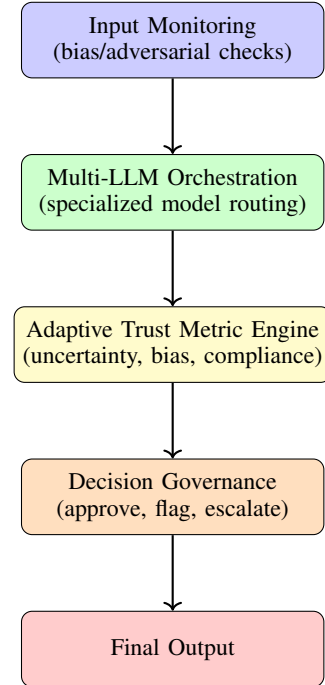 Input Monitoring
(bias/adversarial checks)
Multi-LLM Orchestration
(specialized model routing)
Adaptive Trust Metric Engine
(uncertainty, bias, compliance)
Decision Governance
(approve, flag, escalate)
Final Output